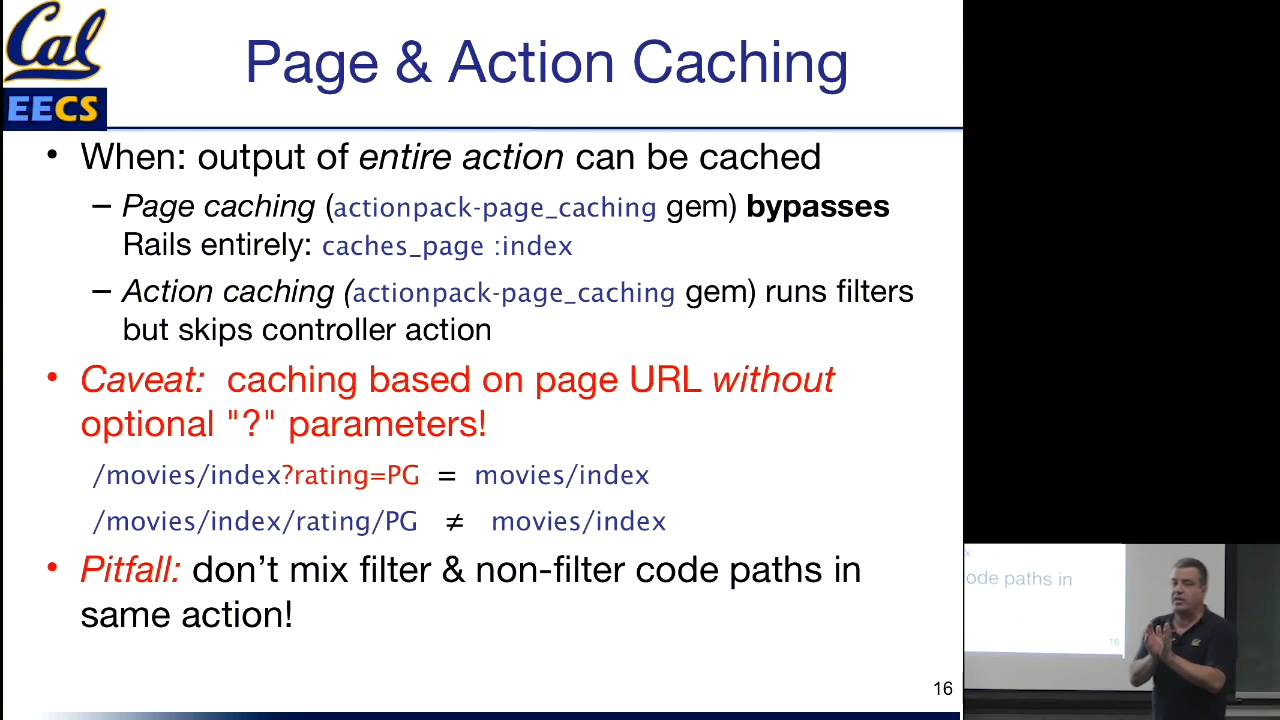 Cal
EECS
Page & Action Caching
• When: output of entire action can be cached
– Page caching (actionpack-page_caching gem) bypasses
Rails entirely: caches_page :index
– Action caching (actionpack-page_caching gem) runs filters
but skips controller action
• Caveat: caching based on page URL without
optional "?" parameters!
/movies/index?rating=PG = movies/index
/movies/index/rating/PG ≠ movies/index
• Pitfall: don’t mix filter & non-filter code paths in
same action!
16
x
ode paths in
16
Cal